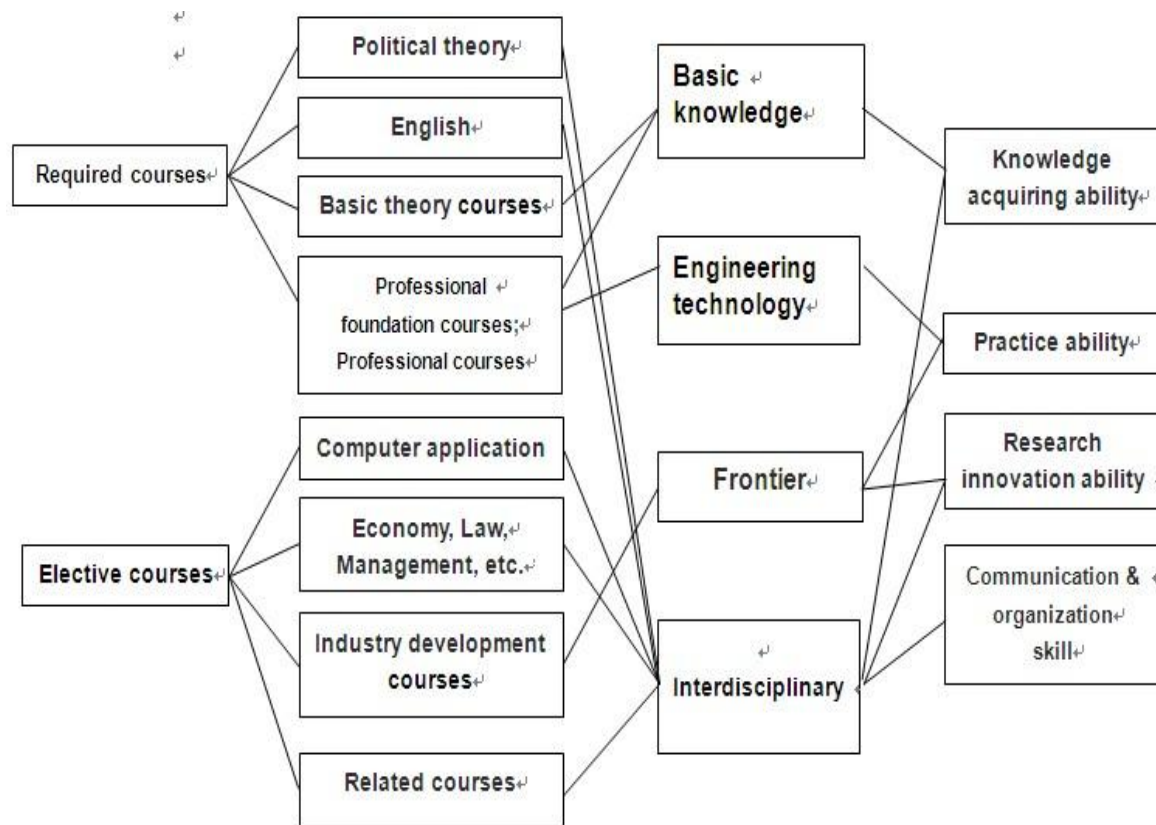 Required courses
Political theory
English
Basic theory courses
Professional
foundation courses;
Professional courses
Elective courses
Computer application
Economy, Law,
Management, etc.
Industry development
courses
Related courses
Basic
knowledge
Engineering
technology
Frontier
Interdisciplinary
Knowledge
acquiring ability
Practice ability
Research
innovation ability
Communication &
organization
skill